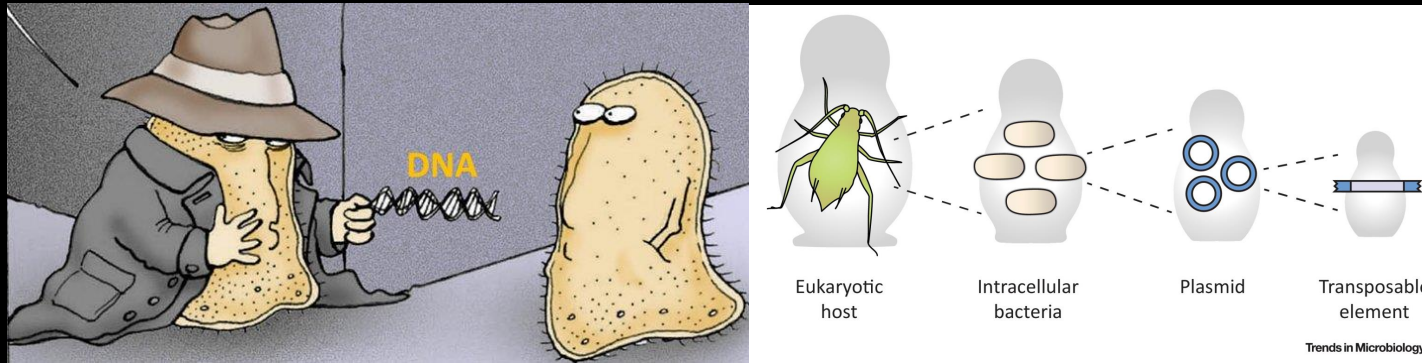 DNA
Eukaryotic
host
Intracellular
bacteria
Plasmid
Transposable
element
Trends in Microbiology